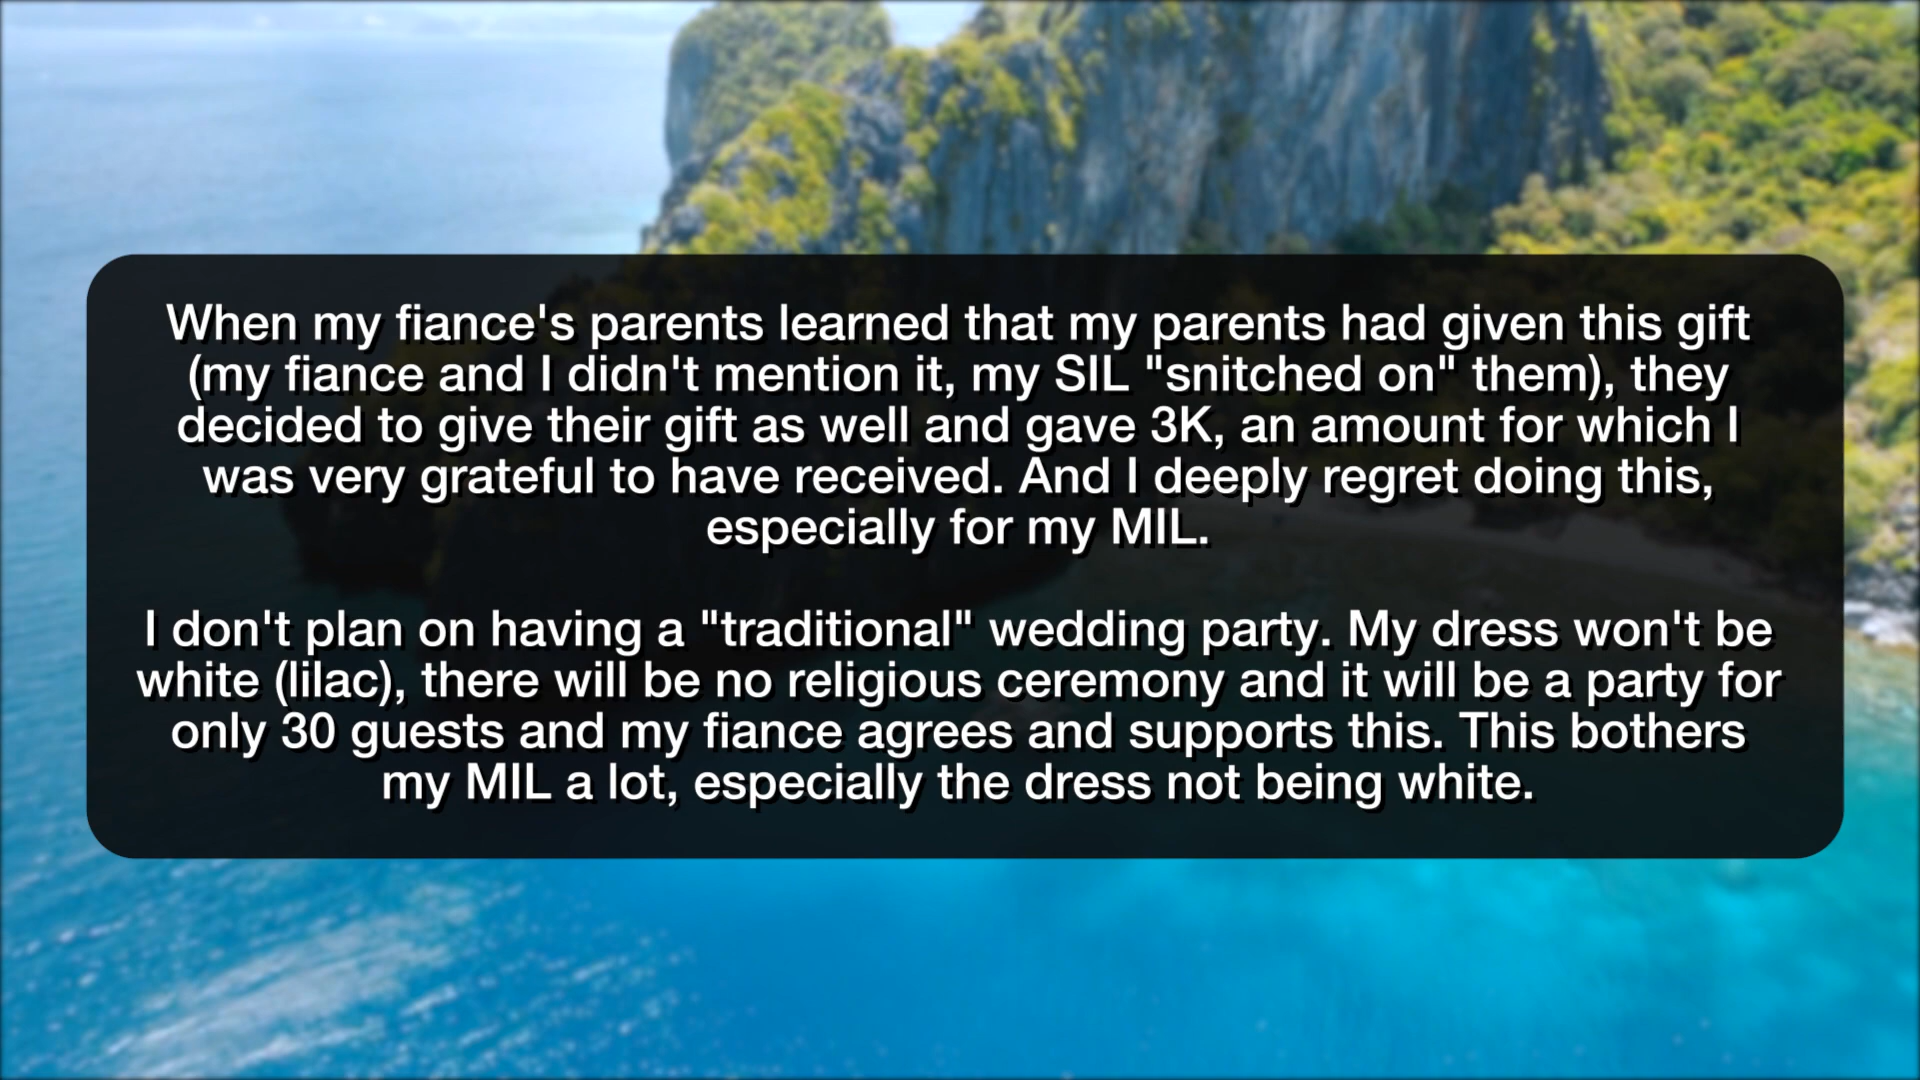 When my fiance's parents learned that my parents had given this gift
(my fiance and I didn't mention it, my SIL "snitched on" them), they
decided to give their gift as well and gave 3K, an amount for which I
was very grateful to have received. And I deeply regret doing this,
especially for my MIL.
I don't plan on having a "traditional" wedding party. My dress won't be
white (lilac), there will be no religious ceremony and it will be a party for
only 30 guests and my fiance agrees and supports this. This bothers
my MIL a lot, especially the dress not being white.